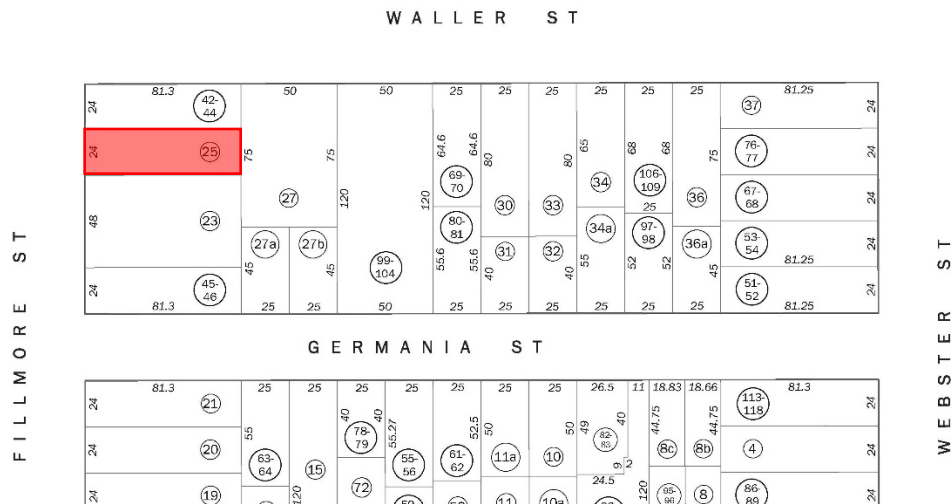 WALLER ST
81.3 50 50 25 25 25 25 25 25 81.25
24 42-44 37 24
24 25 75 75 64.6 64.6 80 80 65 68 68 75 76-77 24
69-70 34 106-109
27 120 120 30 33 25 36 67-68 24
48 23 80-81 34a 97-98
27a 27b 31 32 36a 53-54 24
99-104 81.25
45 45 55.6 55.6 40 40 55 52 52 45
24 45-46 51-52 24
81.3 25 25 50 25 25 25 25 25 25 81.25
FILLMORE ST
WEBSTER ST
GERMANIA ST
81.3 25 25 25 25 25 25 25 26.5 11 18.83 18.66 81.3
24 21 40 40 52.5 50 50 49 40 44.75 44.75 113-118 24
55 78-79 55.27 82-83
24 20 63-64 15 55-56 61-62 11a 10 9 2 8c 8b 4 24
72 24.5
24 19 120 11 10a 120 95-96 8 86-89 24